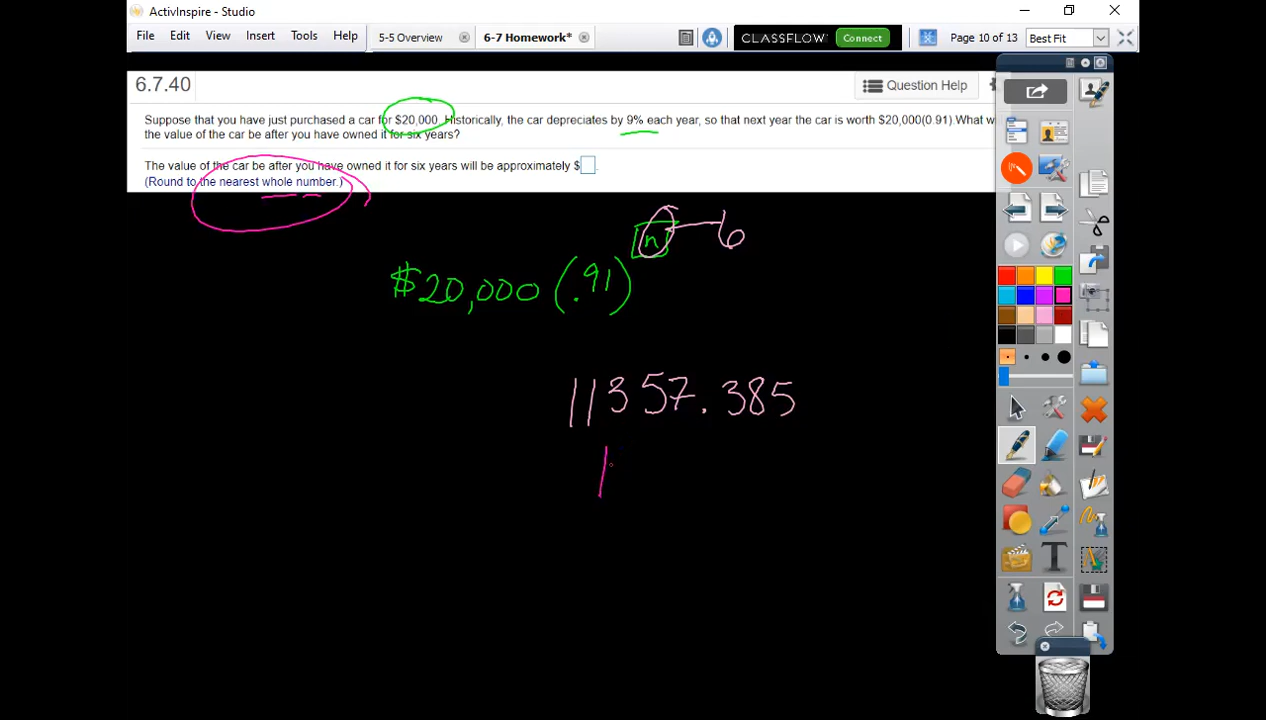 ActivInspire - Studio
File Edit View Insert Tools Help 5-5 Overview 6-7 Homework* CLASSFLOW Connect Page 10 of 13 Best Fit
6.7.40 Question Help
Suppose that you have just purchased a car for $20,000. Historically, the car depreciates by 9% each year, so that next year the car is worth $20,000(0.91).What w
the value of the car be after you have owned it for six years?
The value of the car be after you have owned it for six years will be approximately $
(Round to the nearest whole number.)
n 6
$20,000 (.91)
11357.385
1